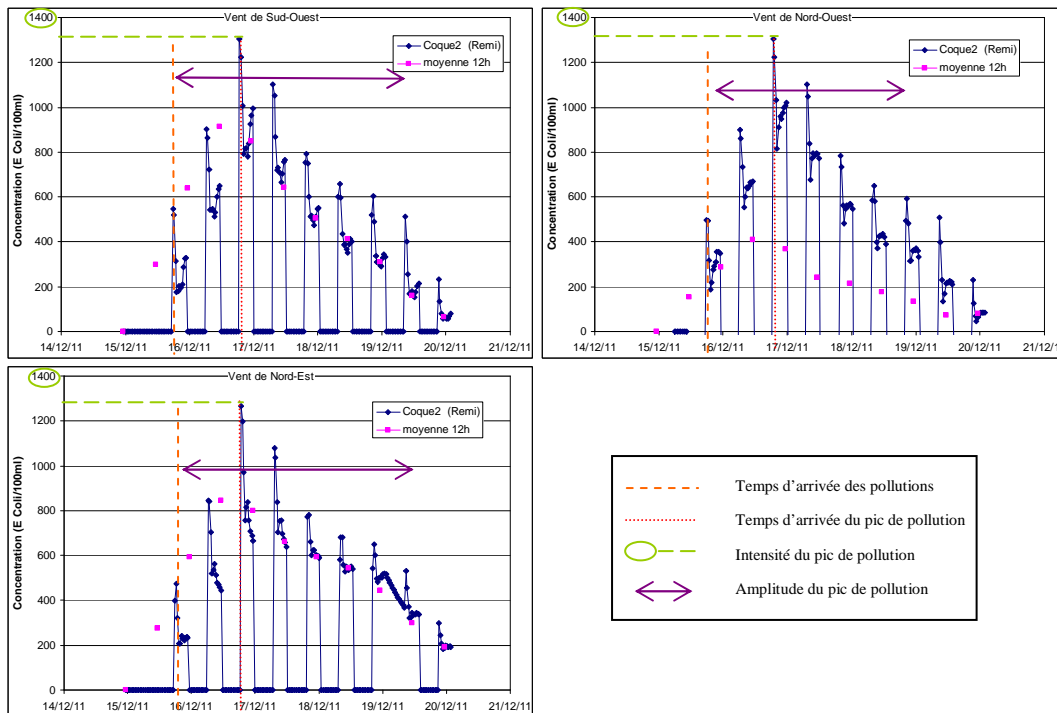 Vent de Sud-Ouest
Concentration (E Coli/100ml)
1400
1200
1000
800
600
400
200
0
14/12/11 15/12/11 16/12/11 17/12/11 18/12/11 19/12/11 20/12/11 21/12/11
Coque2 (Remi)
moyenne 12h
Vent de Nord-Ouest
Concentration (E Coli/100ml)
1400
1200
1000
800
600
400
200
0
14/12/11 15/12/11 16/12/11 17/12/11 18/12/11 19/12/11 20/12/11 21/12/1
Coque2 (Remi)
moyenne 12h
Vent de Nord-Est
Concentration (E Coli/100ml)
1400
1200
1000
800
600
400
200
0
14/12/11 15/12/11 16/12/11 17/12/11 18/12/11 19/12/11 20/12/11 21/12/11
Coque2 (Remi)
moyenne 12h
Temps d'arrivée des pollutions
Temps d'arrivée du pic de pollution
Intensité du pic de pollution
Amplitude du pic de pollution